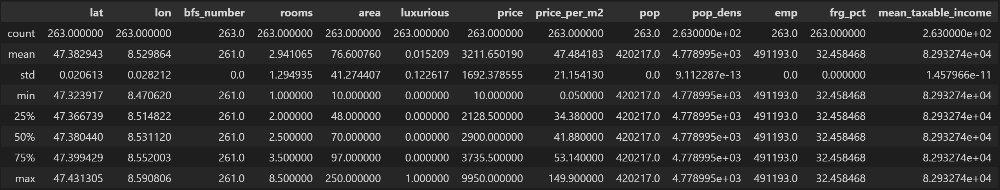 lat lon bfs_number rooms area luxurious price price_per_m2 pop pop_dens emp frg_pct mean_taxable_income
count 263.000000 263.000000 263.0 263.000000 263.000000 263.000000 263.000000 263.000000 263.0 2.630000e+02 263.0 263.000000 2.630000e+02
mean 47.382943 8.529864 261.0 2.941065 76.600760 0.015209 3211.650190 47.484183 420217.0 4.778995e+03 491193.0 32.458468 8.293274e+04
std 0.020613 0.028212 0.0 1.294935 41.274407 0.122617 1692.378555 21.154130 0.0 9.112287e-13 0.0 0.000000 1.457966e-11
min 47.323917 8.470620 261.0 1.000000 10.000000 0.000000 10.000000 0.050000 420217.0 4.778995e+03 491193.0 32.458468 8.293274e+04
25% 47.366739 8.514822 261.0 2.000000 48.000000 0.000000 2128.500000 34.380000 420217.0 4.778995e+03 491193.0 32.458468 8.293274e+04
50% 47.380440 8.531120 261.0 2.500000 70.000000 0.000000 2900.000000 41.880000 420217.0 4.778995e+03 491193.0 32.458468 8.293274e+04
75% 47.399429 8.552003 261.0 3.500000 97.000000 0.000000 3735.500000 53.140000 420217.0 4.778995e+03 491193.0 32.458468 8.293274e+04
max 47.431305 8.590806 261.0 8.500000 250.000000 1.000000 9950.000000 149.900000 420217.0 4.778995e+03 491193.0 32.458468 8.293274e+04